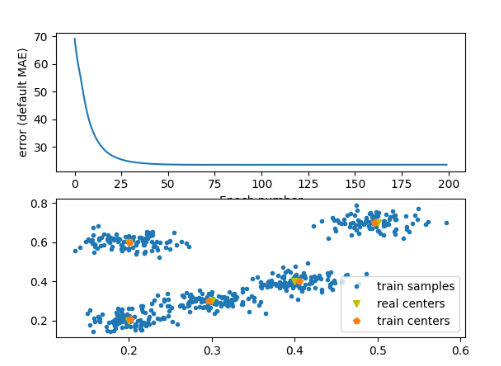 error (default MAE)
70
60
50
40
30
0 25 50 75 100 125 150 175 200
Epoch number
0.8
0.6
0.4
0.2
train samples
real centers
train centers
0.2 0.3 0.4 0.5 0.6